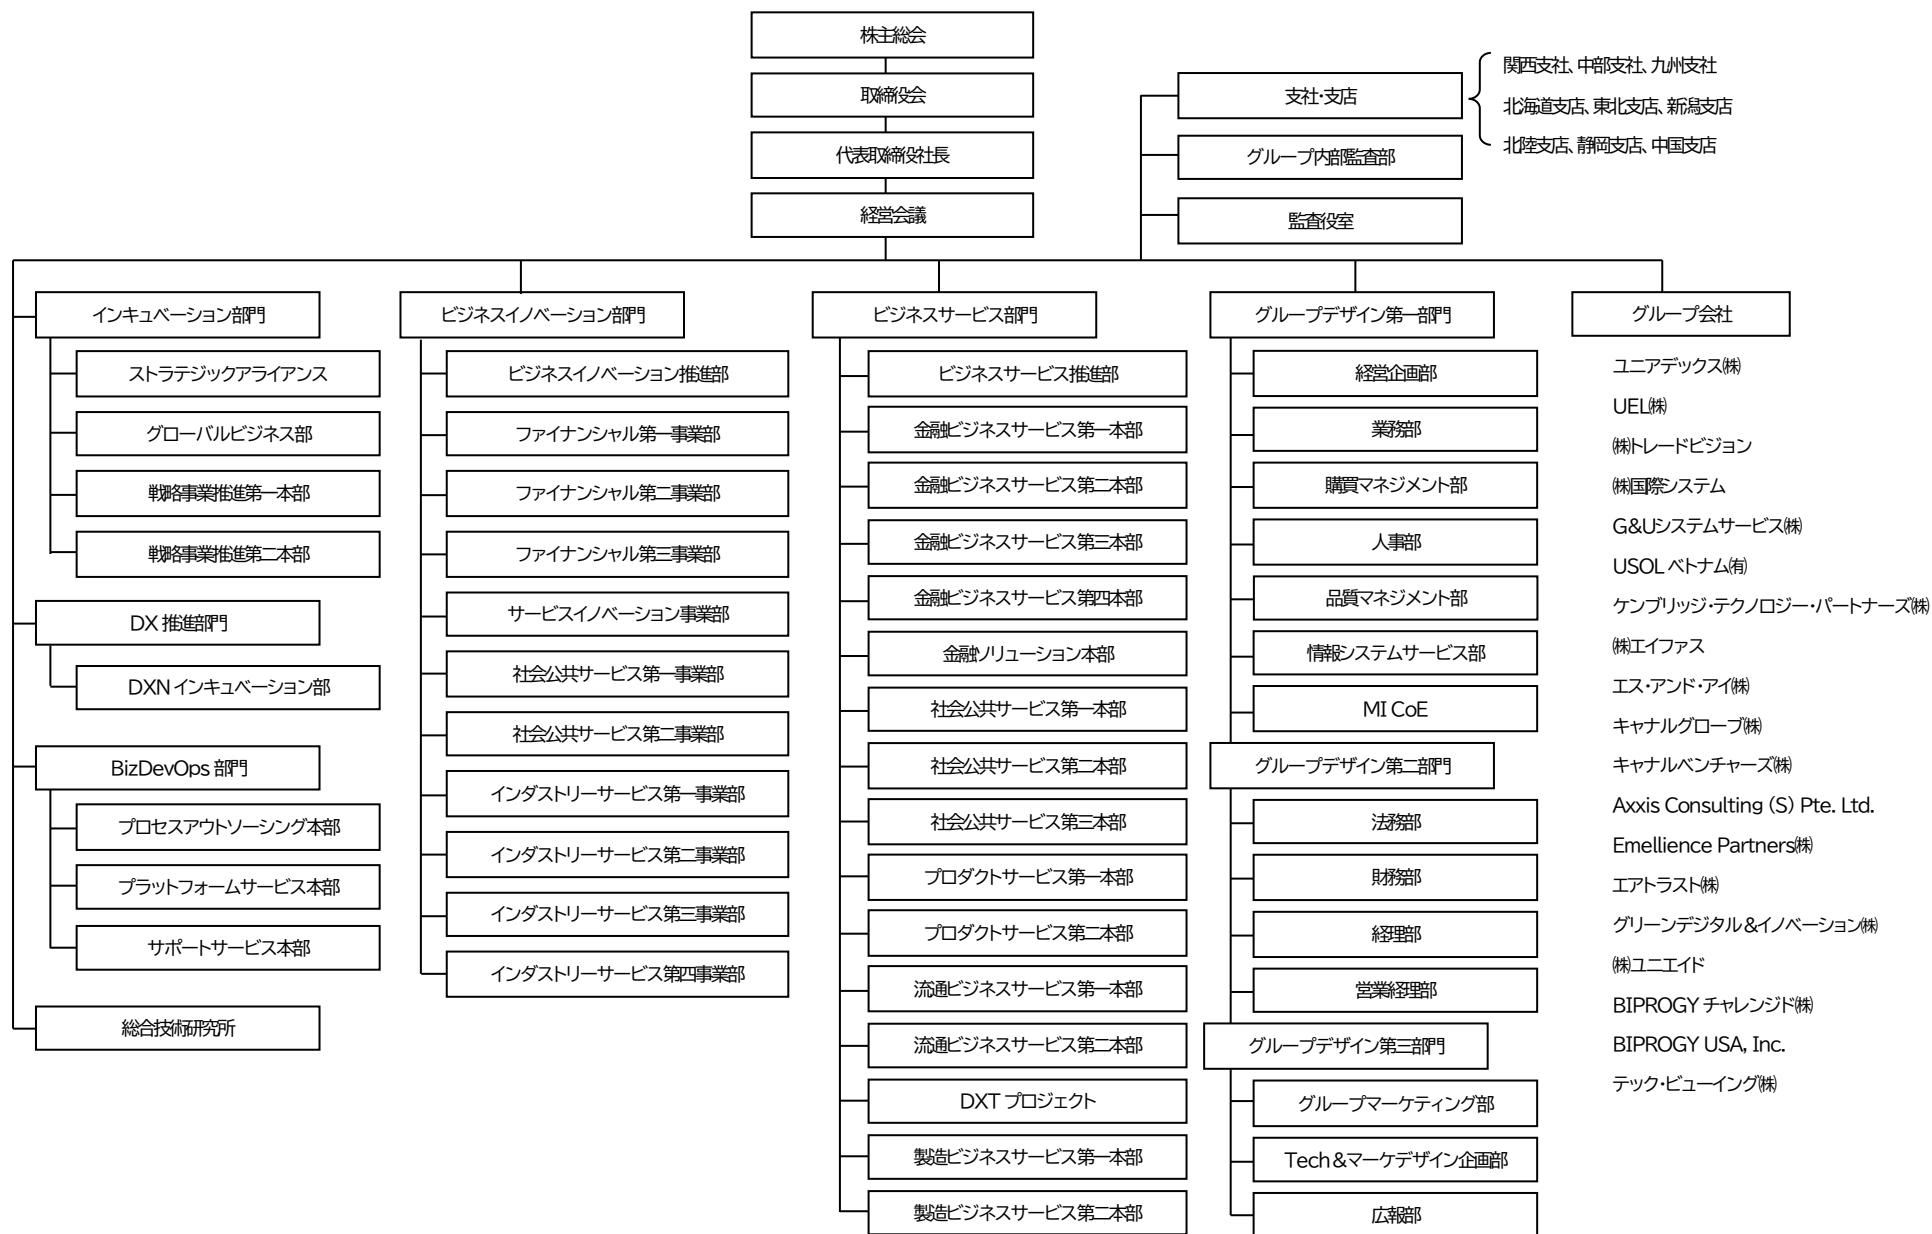 株主総会
取締役会
代表取締役社長
経営会議
支社・支店
関西支社、中部支社、九州支社
北海道支店、東北支店、新潟支店
北陸支店、静岡支店、中国支店
グループ内部監査部
監査役室
インキュベーション部門
ストラテジックアライアンス
グローバルビジネス部
戦略事業推進第一本部
戦略事業推進第二本部
DX 推進部門
DXN インキュベーション部
BizDevOps 部門
プロセスアウトソーシング本部
プラットフォームサービス本部
サポートサービス本部
総合技術研究所
ビジネスイノベーション部門
ビジネスイノベーション推進部
ファイナンシャル第一事業部
ファイナンシャル第二事業部
ファイナンシャル第三事業部
サービスイノベーション事業部
社会公共サービス第一事業部
社会公共サービス第二事業部
インダストリーサービス第一事業部
インダストリーサービス第二事業部
インダストリーサービス第三事業部
インダストリーサービス第四事業部
ビジネスサービス部門
ビジネスサービス推進部
金融ビジネスサービス第一本部
金融ビジネスサービス第二本部
金融ビジネスサービス第三本部
金融ビジネスサービス第四本部
金融ソリューション本部
社会公共サービス第一本部
社会公共サービス第二本部
社会公共サービス第三本部
プロダクトサービス第一本部
プロダクトサービス第二本部
流通ビジネスサービス第一本部
流通ビジネスサービス第二本部
DXT プロジェクト
製造ビジネスサービス第一本部
製造ビジネスサービス第二本部
グループデザイン第一部門
経営企画部
業務部
購買マネジメント部
人事部
品質マネジメント部
情報システムサービス部
MI CoE
グループデザイン第二部門
法務部
財務部
経理部
営業経理部
グループデザイン第三部門
グループマーケティング部
Tech&マーケデザイン企画部
広報部
グループ会社
ユニアデックス㈱
UEL㈱
㈱トレードビジョン
㈱国際システム
G&Uシステムサービス㈱
USOL ベトナム㈲
ケンブリッジ・テクノロジー・パートナーズ㈱
㈱エイファス
エス・アンド・アイ㈱
キャナルグローブ㈱
キャナルベンチャーズ㈱
Axxis Consulting (S) Pte. Ltd.
Emellience Partners㈱
エアトラスト㈱
グリーンデジタル&イノベーション㈱
㈱ユニエイド
BIPROGY チャレンジド㈱
BIPROGY USA, Inc.
テック・ビューイング㈱